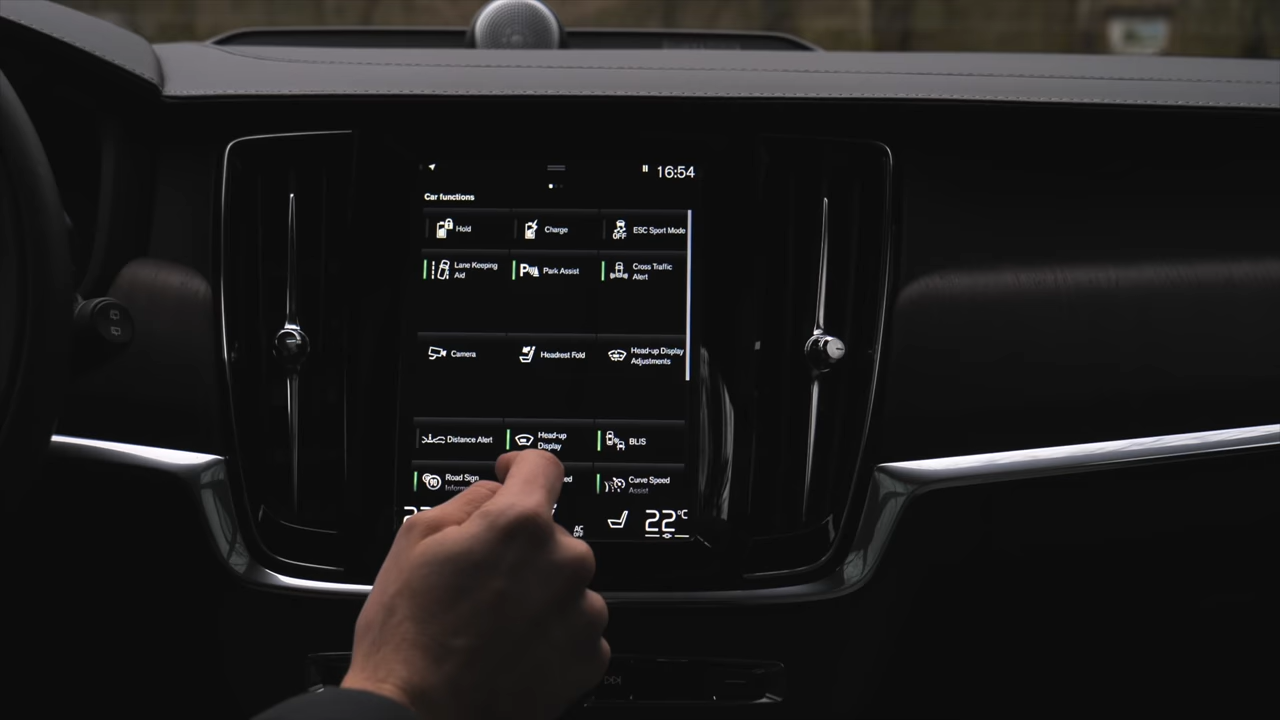 16:54
Car functions
Hold
Charge
OFF
ESC Sport Mode
Lane Keeping
Aid
P
Park Assist
Cross Traffic
Alert
Camera
Headrest Fold
Head-up Display
Adjustments
Distance Alert
Head-up
Display
BLIS
90
Road Sign
Curve Speed
Assist
AC
OFF
22°C